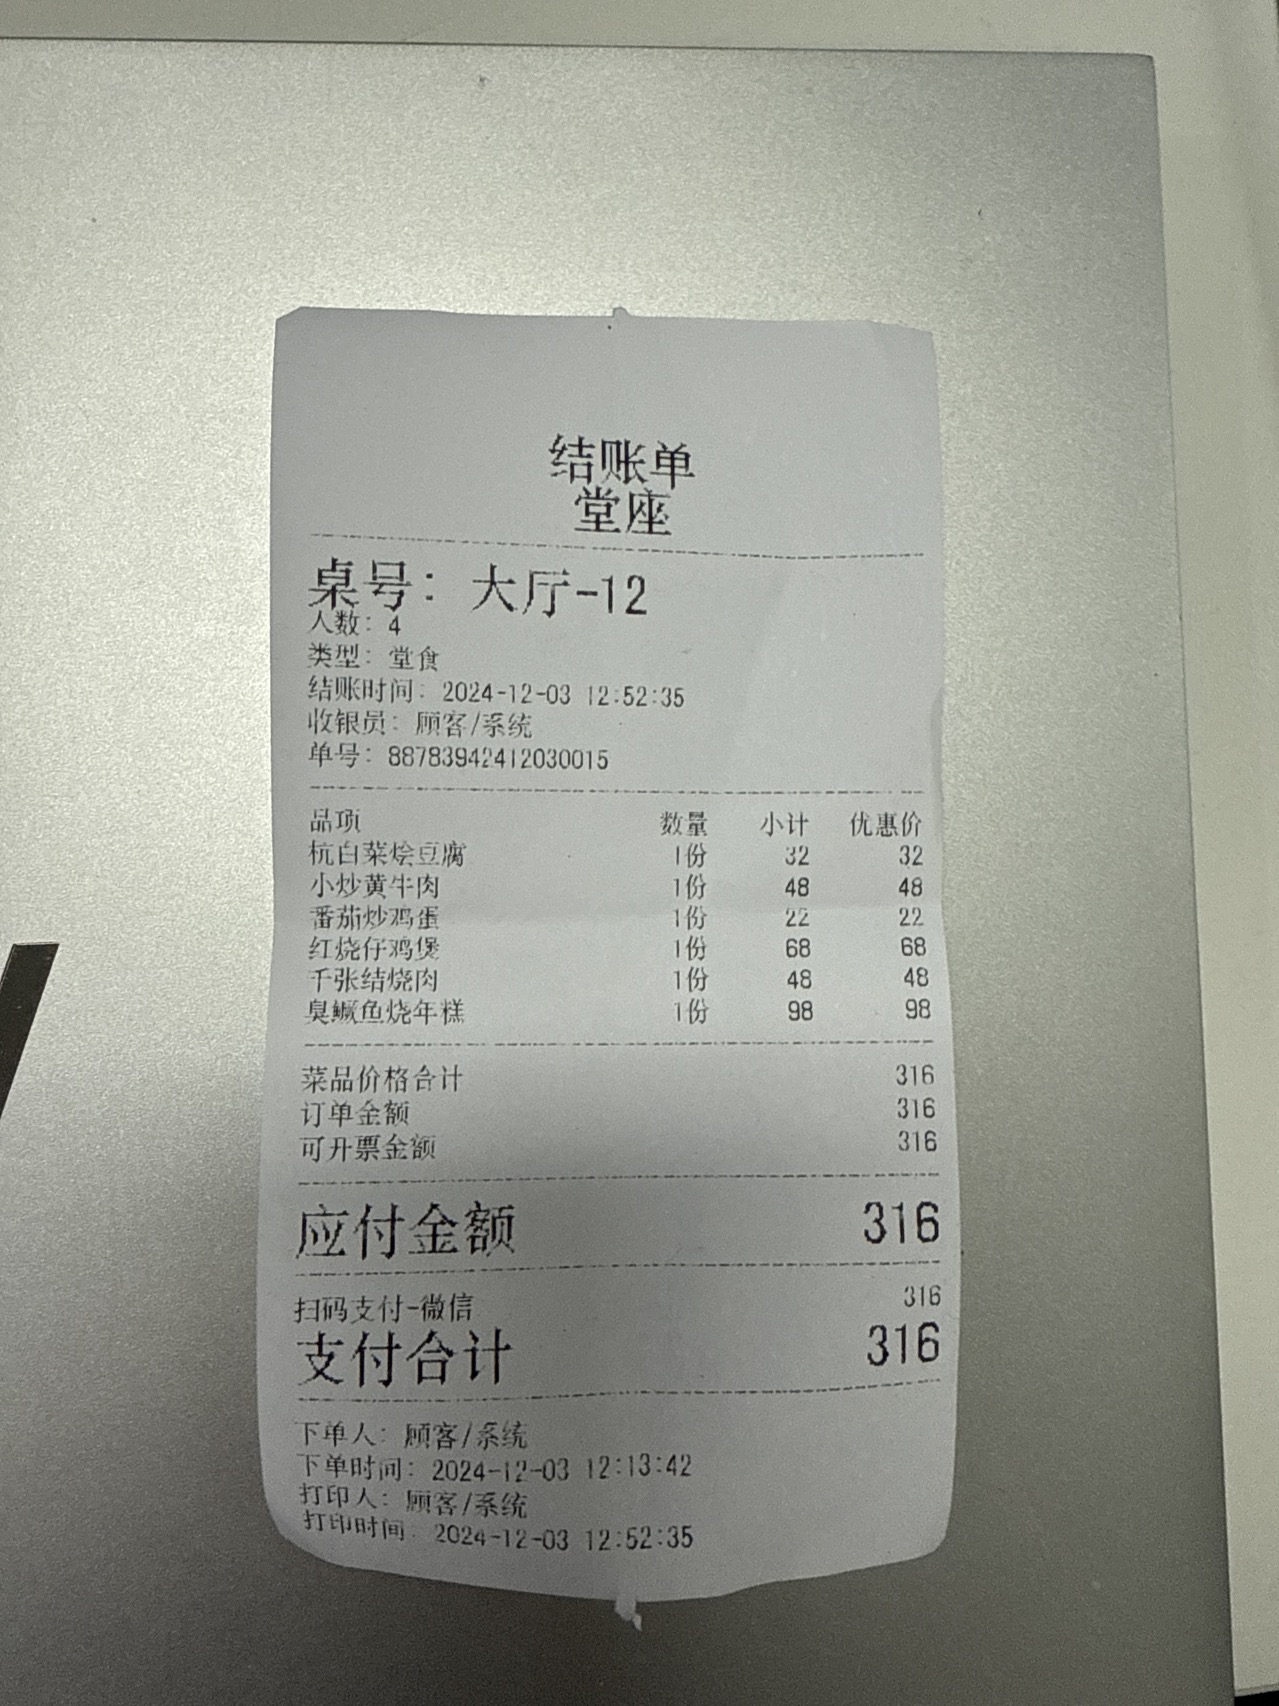 结账单
堂座
桌号：大厅-12
人数：4
类型：堂食
结账时间：2024-12-03 12:52:35
收银员：顾客/系统
单号：88783942412030015
品项 数量 小计 优惠价
杭白菜烩豆腐 1份 32 32
小炒黄牛肉 1份 48 48
番茄炒鸡蛋 1份 22 22
红烧仔鸡煲 1份 68 68
千张结烧肉 1份 48 48
臭鳜鱼烧年糕 1份 98 98
菜品价格合计 316
订单金额 316
可开票金额 316
应付金额 316
扫码支付-微信 316
支付合计 316
下单人：顾客/系统
下单时间：2024-12-03 12:13:42
打印人：顾客/系统
打印时间：2024-12-03 12:52:35